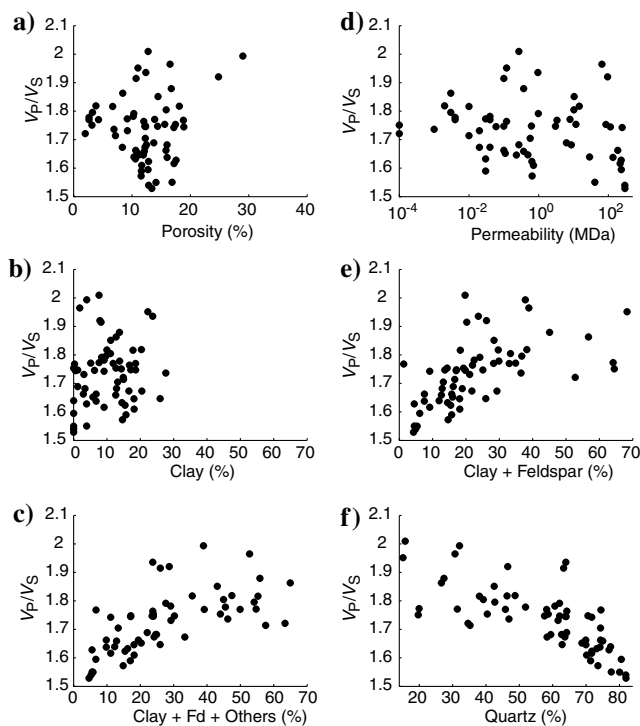 a)
2.1
2
1.9
1.8
1.7
1.6
1.5
VP/VS
0 10 20 30 40
Porosity (%)
d)
2.1
2
1.9
1.8
1.7
1.6
1.5
VP/VS
10⁻⁴ 10⁻² 10⁰ 10²
Permeability (MDa)
b)
2.1
2
1.9
1.8
1.7
1.6
1.5
VP/VS
0 10 20 30 40 50 60 70
Clay (%)
e)
2.1
2
1.9
1.8
1.7
1.6
1.5
VP/VS
0 10 20 30 40 50 60 70
Clay + Feldspar (%)
c)
2.1
2
1.9
1.8
1.7
1.6
1.5
VP/VS
0 10 20 30 40 50 60 70
Clay + Fd + Others (%)
f)
2.1
2
1.9
1.8
1.7
1.6
1.5
VP/VS
20 30 40 50 60 70 80
Quartz (%)